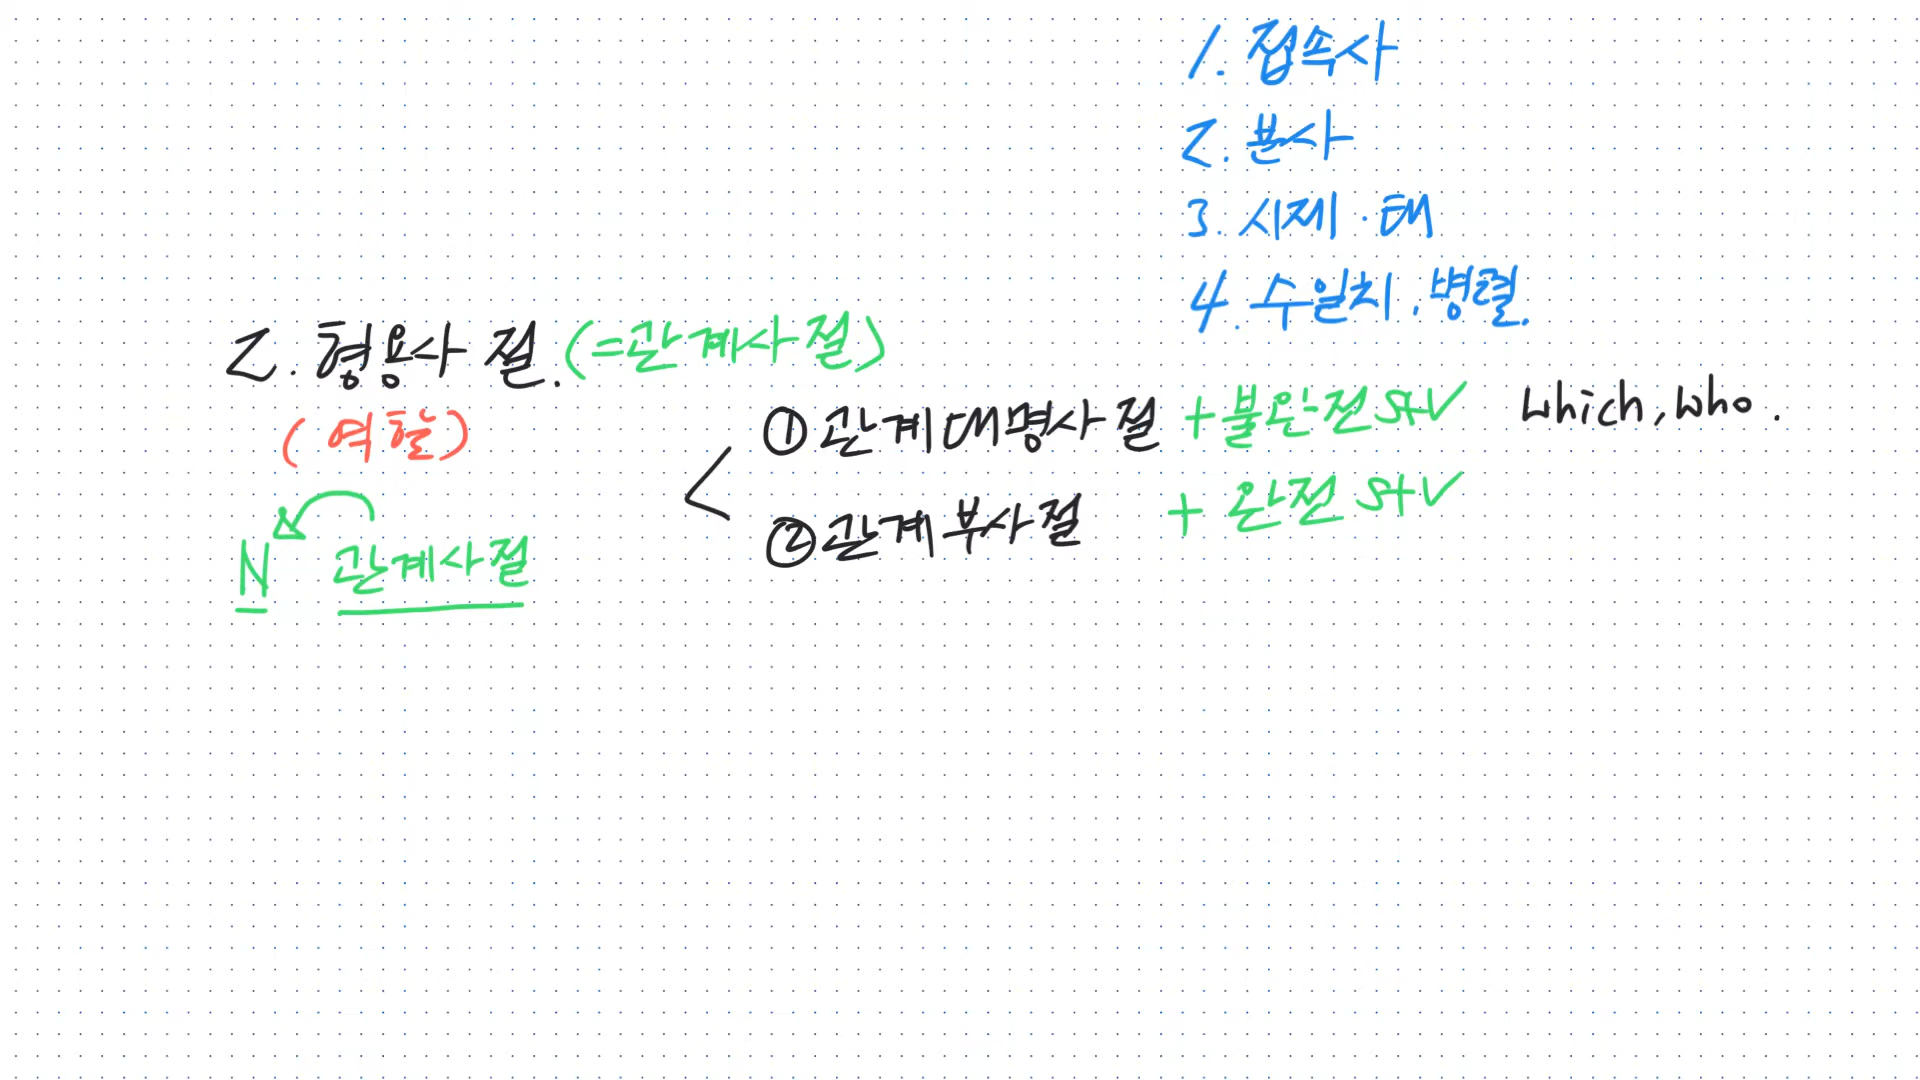 1. 접속사
2. 분사
3. 시제·태
4. 수일치, 병렬.
2. 형용사 절. (=관계사절)
(역할)
N 관계사절
① 관계대명사절 + 불완전 S+V which, who.
② 관계부사절 + 완전 S+V